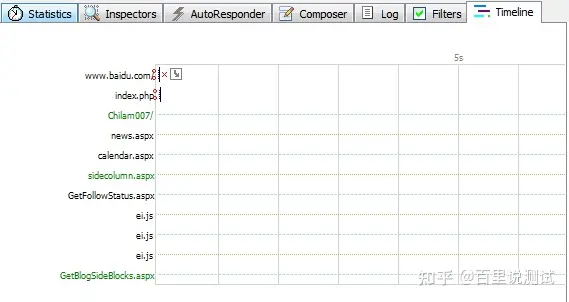 Statistics Inspectors AutoResponder Composer Log Filters Timeline
5s
www.baidu.com/
index.php
Chilam007/
news.aspx
calendar.aspx
sidecolumn.aspx
GetFollowStatus.aspx
ei.js
ei.js
ei.js
GetBlogSideBlocks.aspx
知乎 @百里说测试